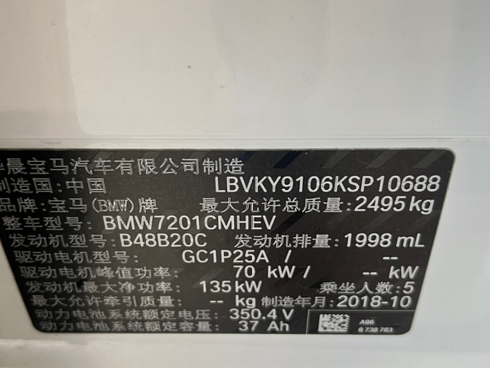 华晨宝马汽车有限公司制造
制造国: 中国 LBVKY9106KSP10688
品牌: 宝马(BMW)牌 最大允许总质量: 2495 kg
整车型号: BMW7201CMHEV
发动机型号: B48B20C 发动机排量: 1998 mL
驱动电机型号: GC1P25A / --
驱动电机峰值功率: 70 kW / -- kW
发动机最大净功率: 135 kW 乘坐人数: 5
最大允许牵引质量: -- kg 制造年月: 2018-10
动力电池系统额定电压: 350.4 V
动力电池系统额定容量: 37 Ah
A96
8 738 783